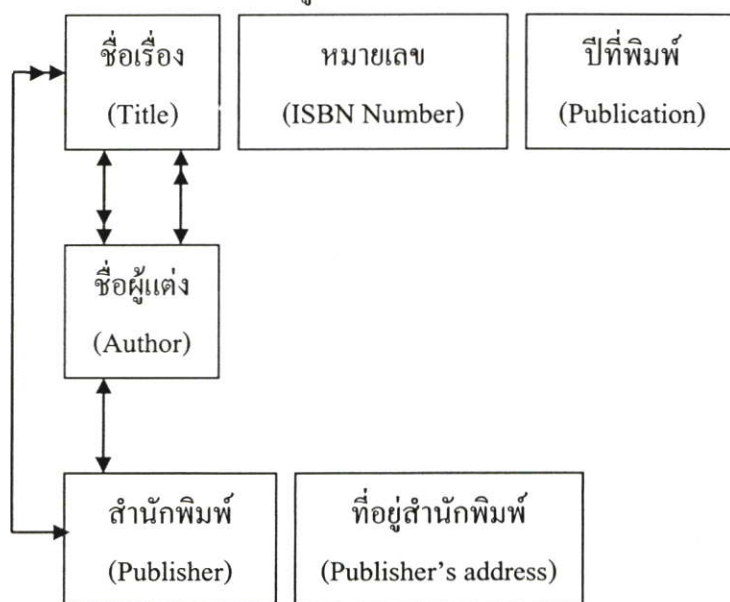 ชื่อเรื่อง
(Title)
หมายเลข
(ISBN Number)
ปีที่พิมพ์
(Publication)
ชื่อผู้แต่ง
(Author)
สำนักพิมพ์
(Publisher)
ที่อยู่สำนักพิมพ์
(Publisher's address)